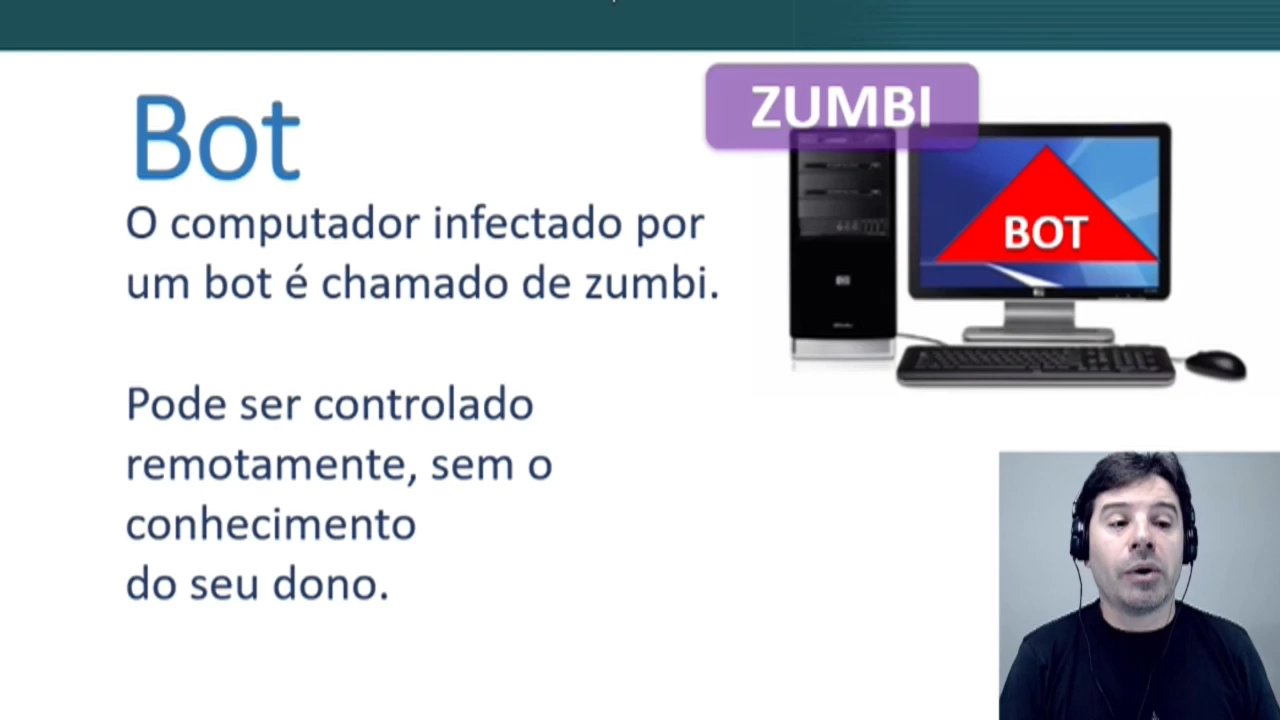 Bot
O computador infectado por
um bot é chamado de zumbi.
Pode ser controlado
remotamente, sem o
conhecimento
do seu dono.
ZUMBI
BOT